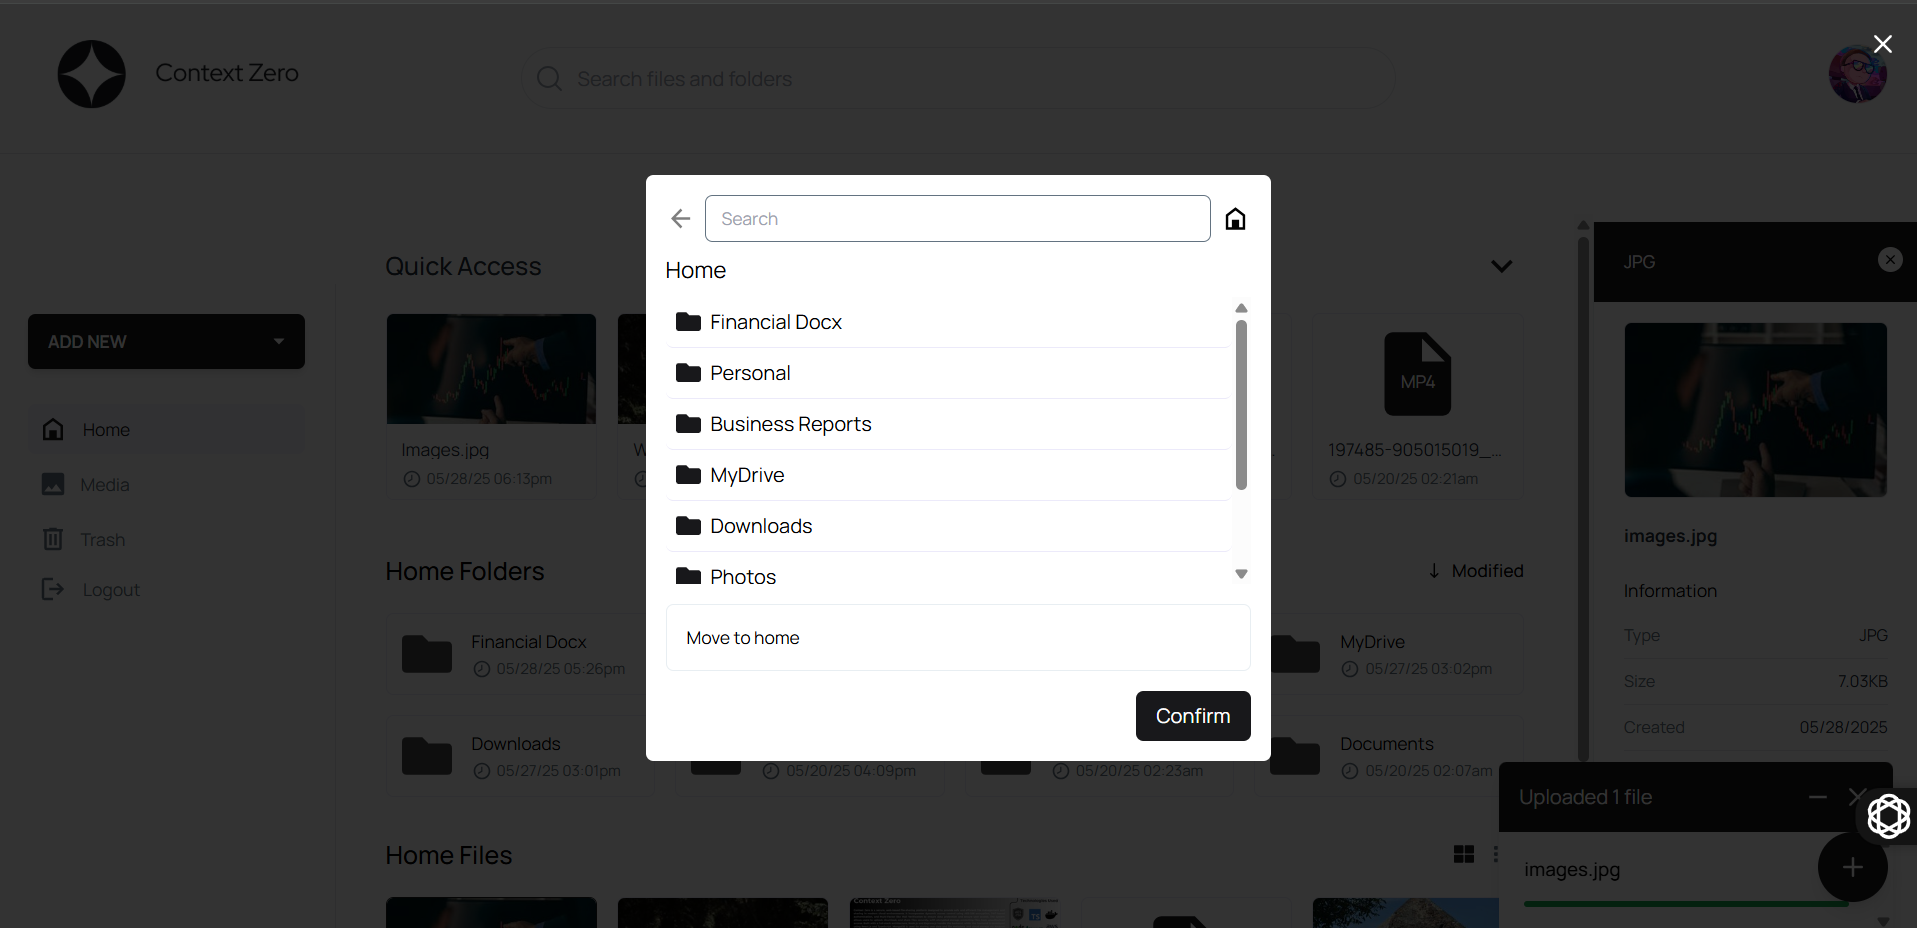 Context Zero
Search files and folders
Search
Home
Financial Docx
Personal
Business Reports
MyDrive
Downloads
Photos
Move to home
Confirm
ADD NEW
Home
Media
Trash
Logout
Quick Access
Images.jpg
05/28/25 06:13pm
W
MP4
197485-905015019_...
05/20/25 02:21am
Home Folders
Modified
Financial Docx
05/28/25 05:26pm
MyDrive
05/27/25 03:02pm
Downloads
05/27/25 03:01pm
05/20/25 04:09pm
05/20/25 02:23am
Documents
05/20/25 02:07am
Home Files
Context Zero
JPG
images.jpg
Information
Type JPG
Size 7.03KB
Created 05/28/2025
Uploaded 1 file
images.jpg